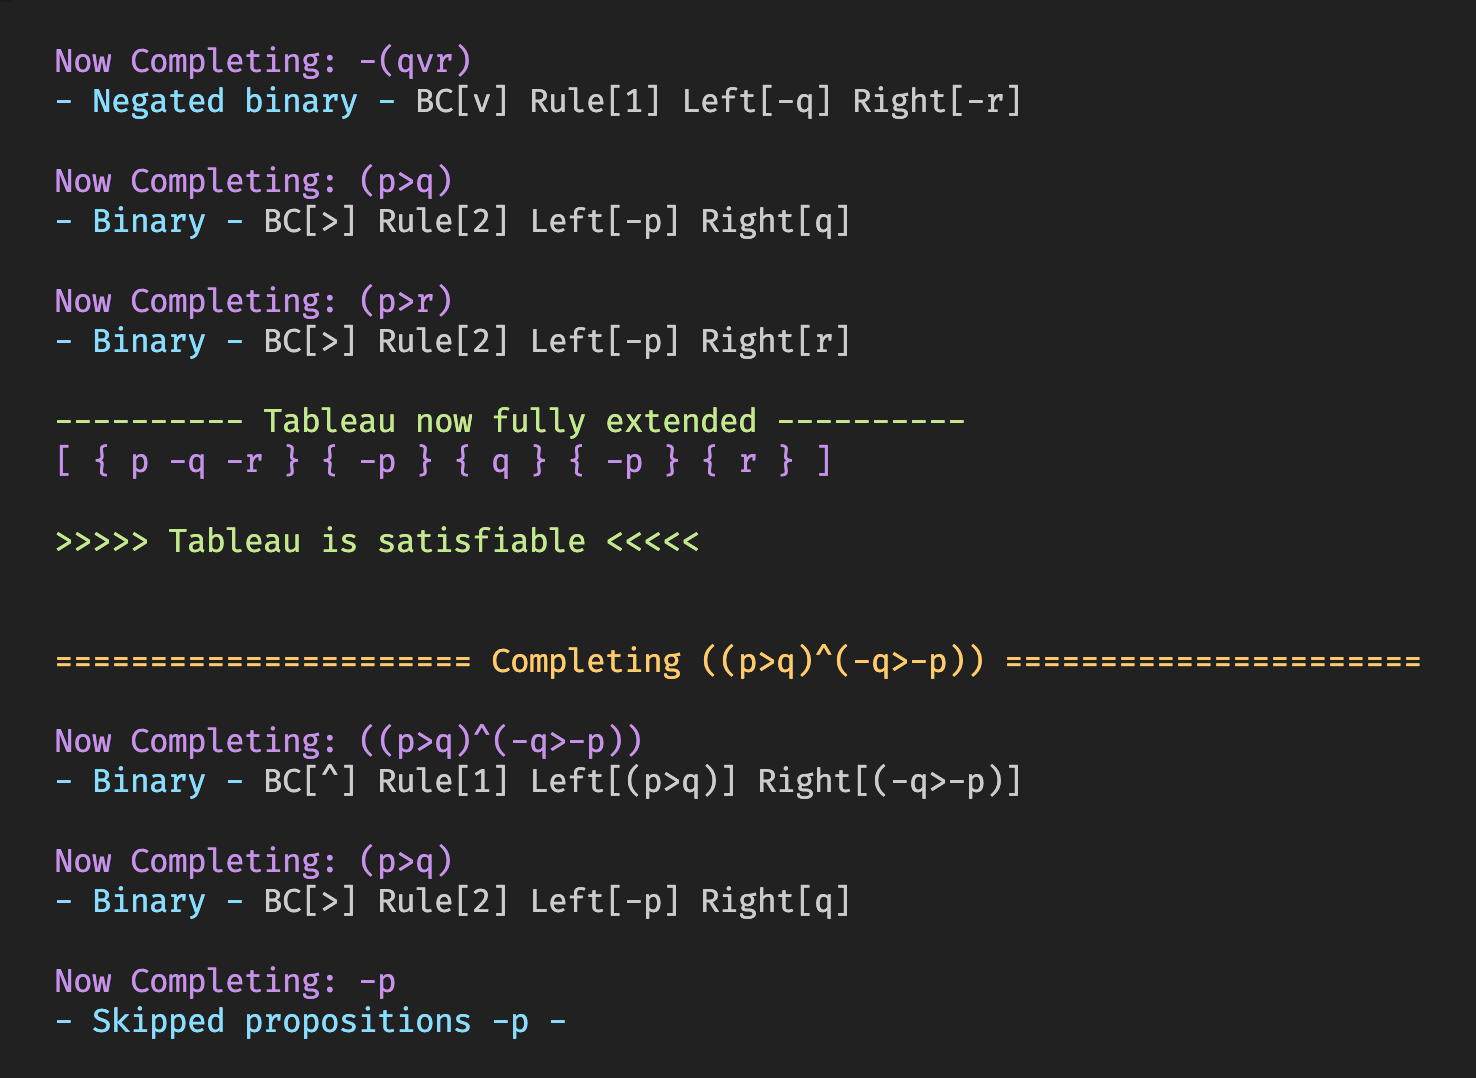 Now Completing: -(qvr)
- Negated binary - BC[v] Rule[1] Left[-q] Right[-r]
Now Completing: (p>q)
- Binary - BC[>] Rule[2] Left[-p] Right[q]
Now Completing: (p>r)
- Binary - BC[>] Rule[2] Left[-p] Right[r]
---------- Tableau now fully extended ----------
[ { p -q -r } { -p } { q } { -p } { r } ]
>>>>> Tableau is satisfiable <<<<<
====================== Completing ((p>q)^(-q>-p)) ======================
Now Completing: ((p>q)^(-q>-p))
- Binary - BC[^] Rule[1] Left[(p>q)] Right[(-q>-p)]
Now Completing: (p>q)
- Binary - BC[>] Rule[2] Left[-p] Right[q]
Now Completing: -p
- Skipped propositions -p -